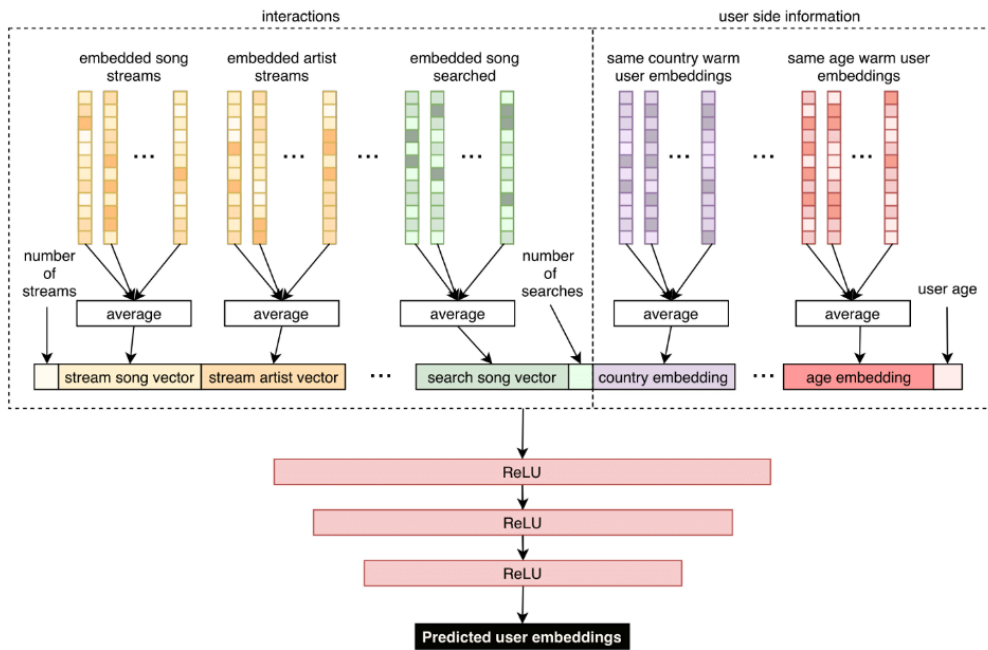 interactions
user side information
embedded song
streams
embedded artist
streams
embedded song
searched
same country warm
user embeddings
same age warm user
embeddings
...
...
...
...
...
...
...
number
of
streams
number
of
searches
user age
average
average
average
average
average
stream song vector
stream artist vector
...
search song vector
country embedding
...
age embedding
ReLU
ReLU
ReLU
Predicted user embeddings